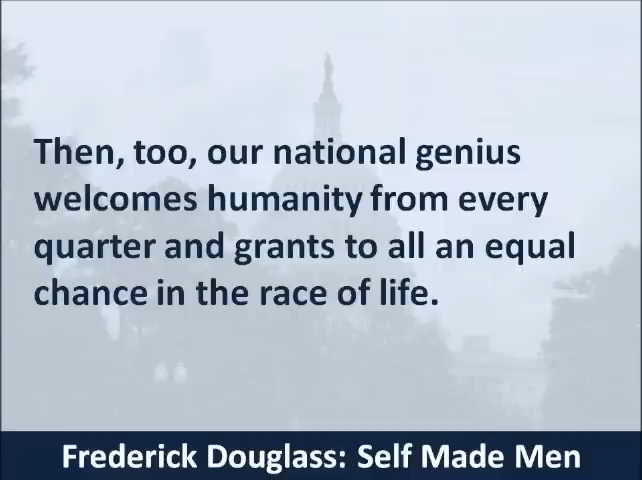 Then, too, our national genius
welcomes humanity from every
quarter and grants to all an equal
chance in the race of life.
Frederick Douglass: Self Made Men